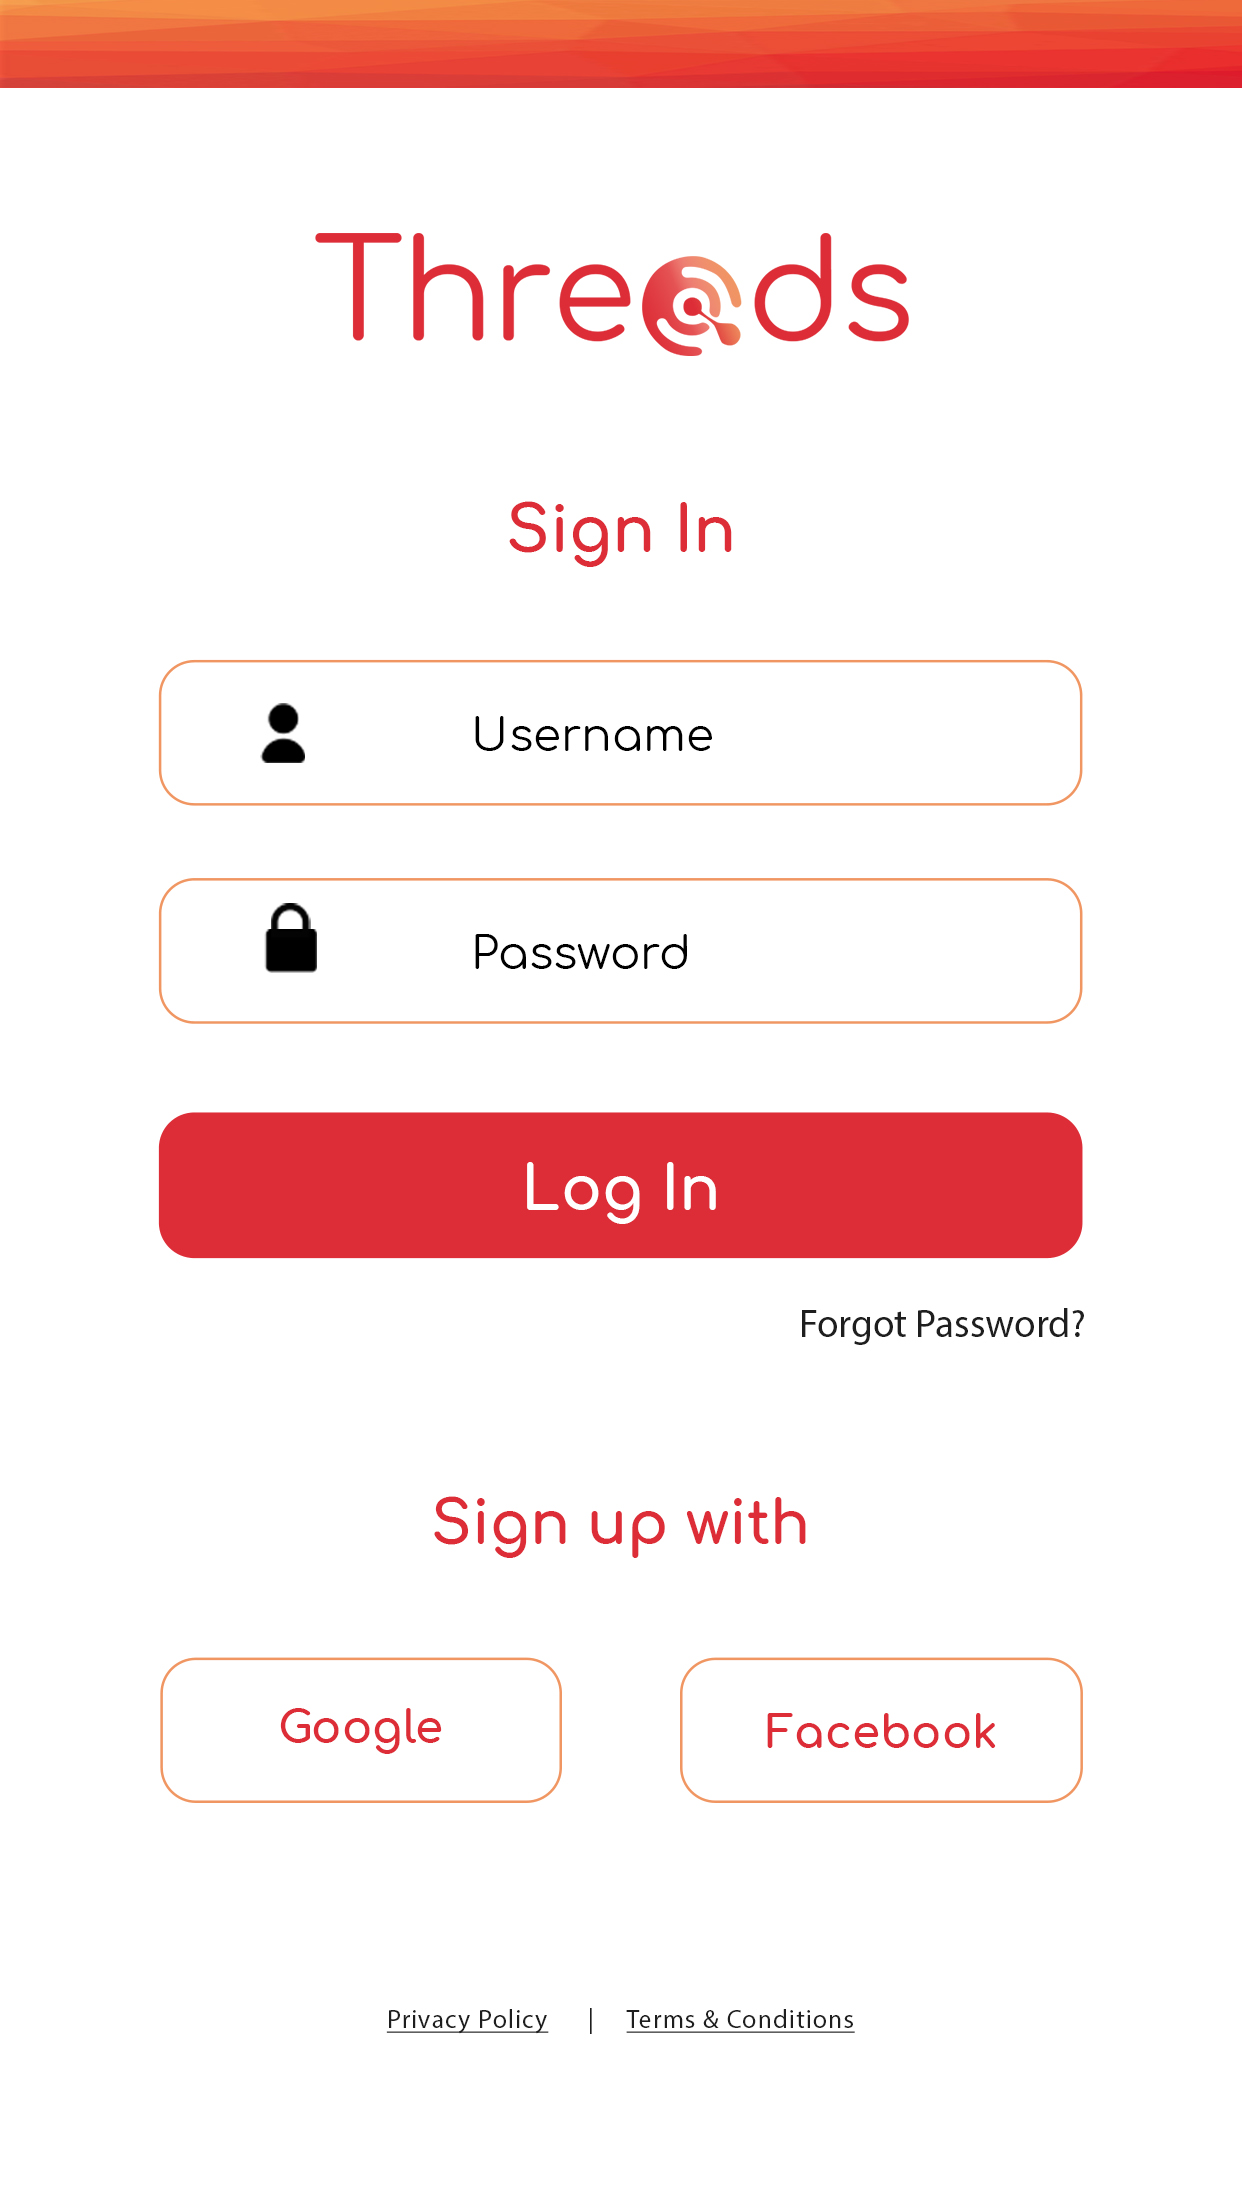 Threads
Sign In
Username
Password
Log In
Forgot Password?
Sign up with
Google
Facebook
Privacy Policy | Terms & Conditions